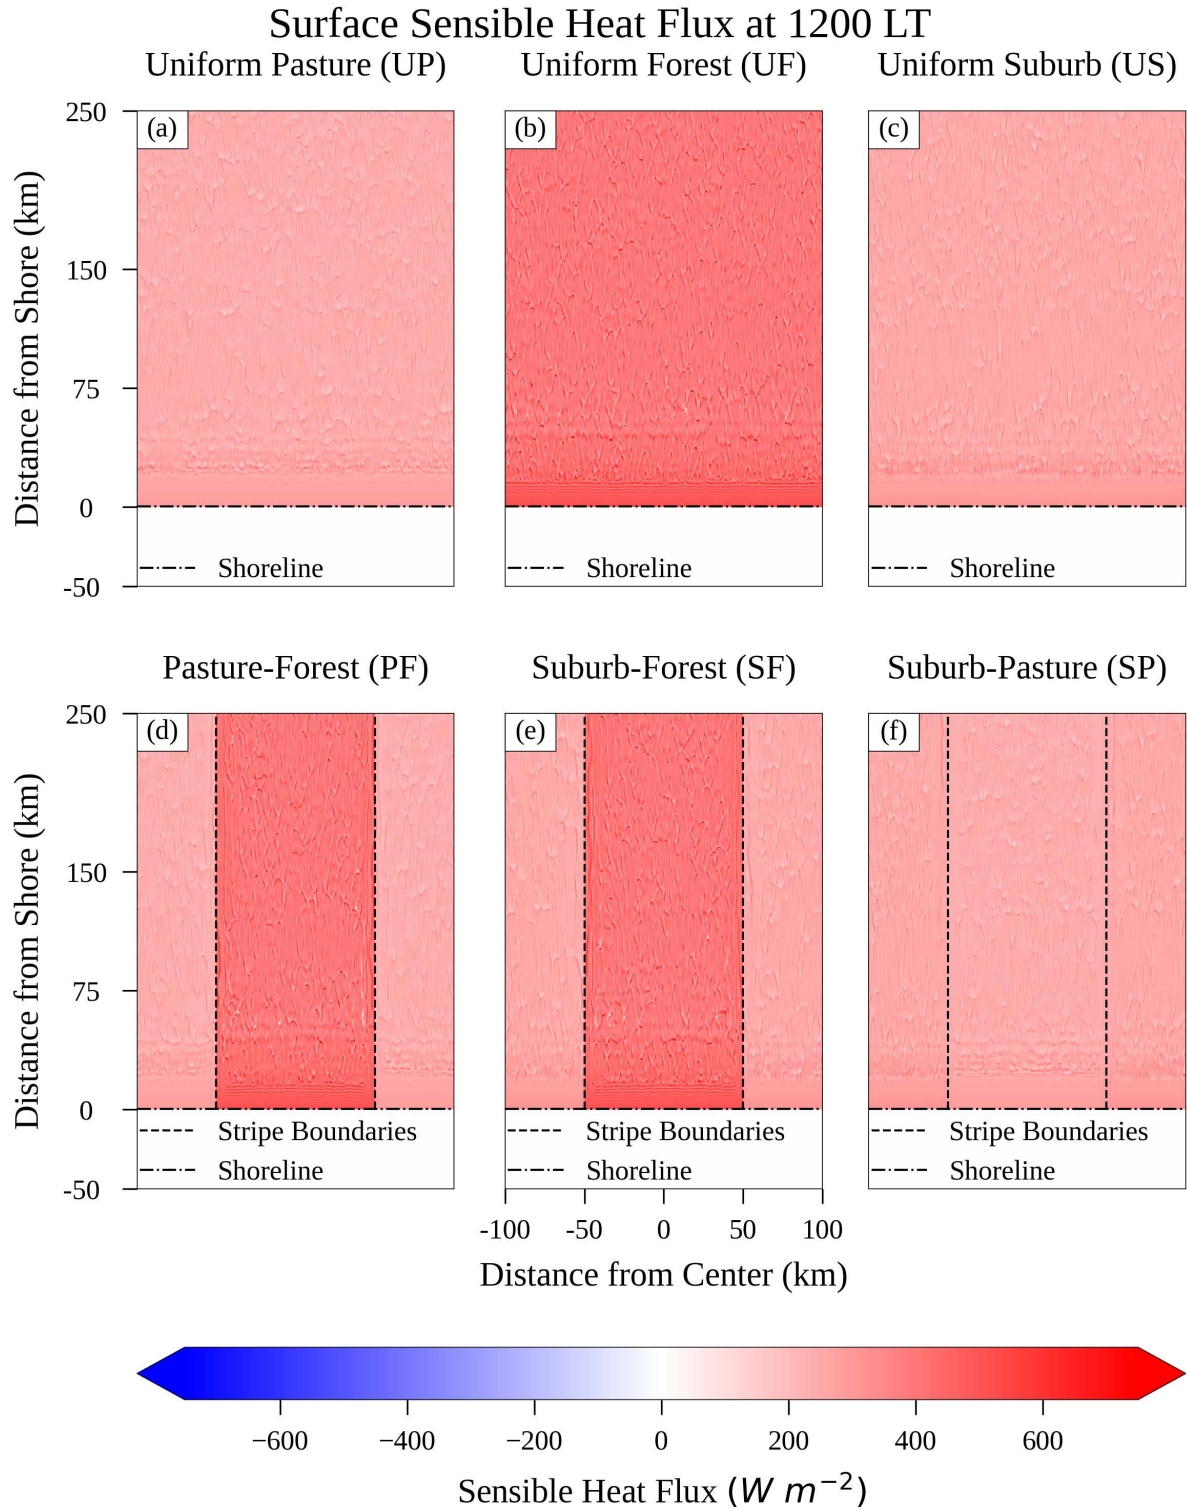 Surface Sensible Heat Flux at 1200 LT
Uniform Pasture (UP)
Uniform Forest (UF)
Uniform Suburb (US)
(a)
(b)
(c)
250
150
75
0
-50
Distance from Shore (km)
Shoreline
Shoreline
Shoreline
Pasture-Forest (PF)
Suburb-Forest (SF)
Suburb-Pasture (SP)
(d)
(e)
(f)
250
150
75
0
-50
Distance from Shore (km)
Stripe Boundaries
Shoreline
Stripe Boundaries
Shoreline
Stripe Boundaries
Shoreline
-100 -50 0 50 100
Distance from Center (km)
−600 −400 −200 0 200 400 600
Sensible Heat Flux (W m⁻²)